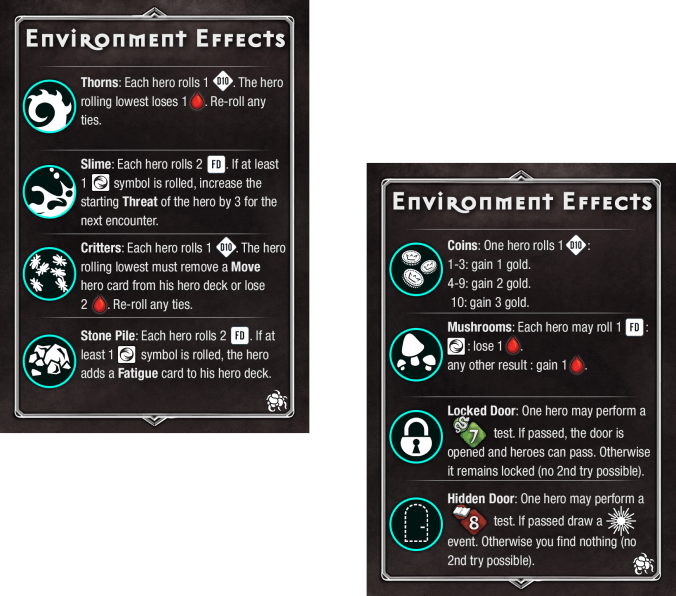 Environment Effects
Thorns: Each hero rolls 1 D10. The hero
rolling lowest loses 1 . Re-roll any
ties.
Slime: Each hero rolls 2 FD. If at least
1 symbol is rolled, increase the
starting Threat of the hero by 3 for the
next encounter.
Critters: Each hero rolls 1 D10. The hero
rolling lowest must remove a Move
hero card from his hero deck or lose
2 . Re-roll any ties.
Stone Pile: Each hero rolls 2 FD. If at
least 1 symbol is rolled, the hero
adds a Fatigue card to his hero deck.
Environment Effects
Coins: One hero rolls 1 D10 :
1-3: gain 1 gold.
4-9: gain 2 gold.
10: gain 3 gold.
Mushrooms: Each hero may roll 1 FD :
: lose 1 .
any other result : gain 1 .
Locked Door: One hero may perform a
7 test. If passed, the door is
opened and heroes can pass. Otherwise
it remains locked (no 2nd try possible).
Hidden Door: One hero may perform a
8 test. If passed draw a
event. Otherwise you find nothing (no
2nd try possible).